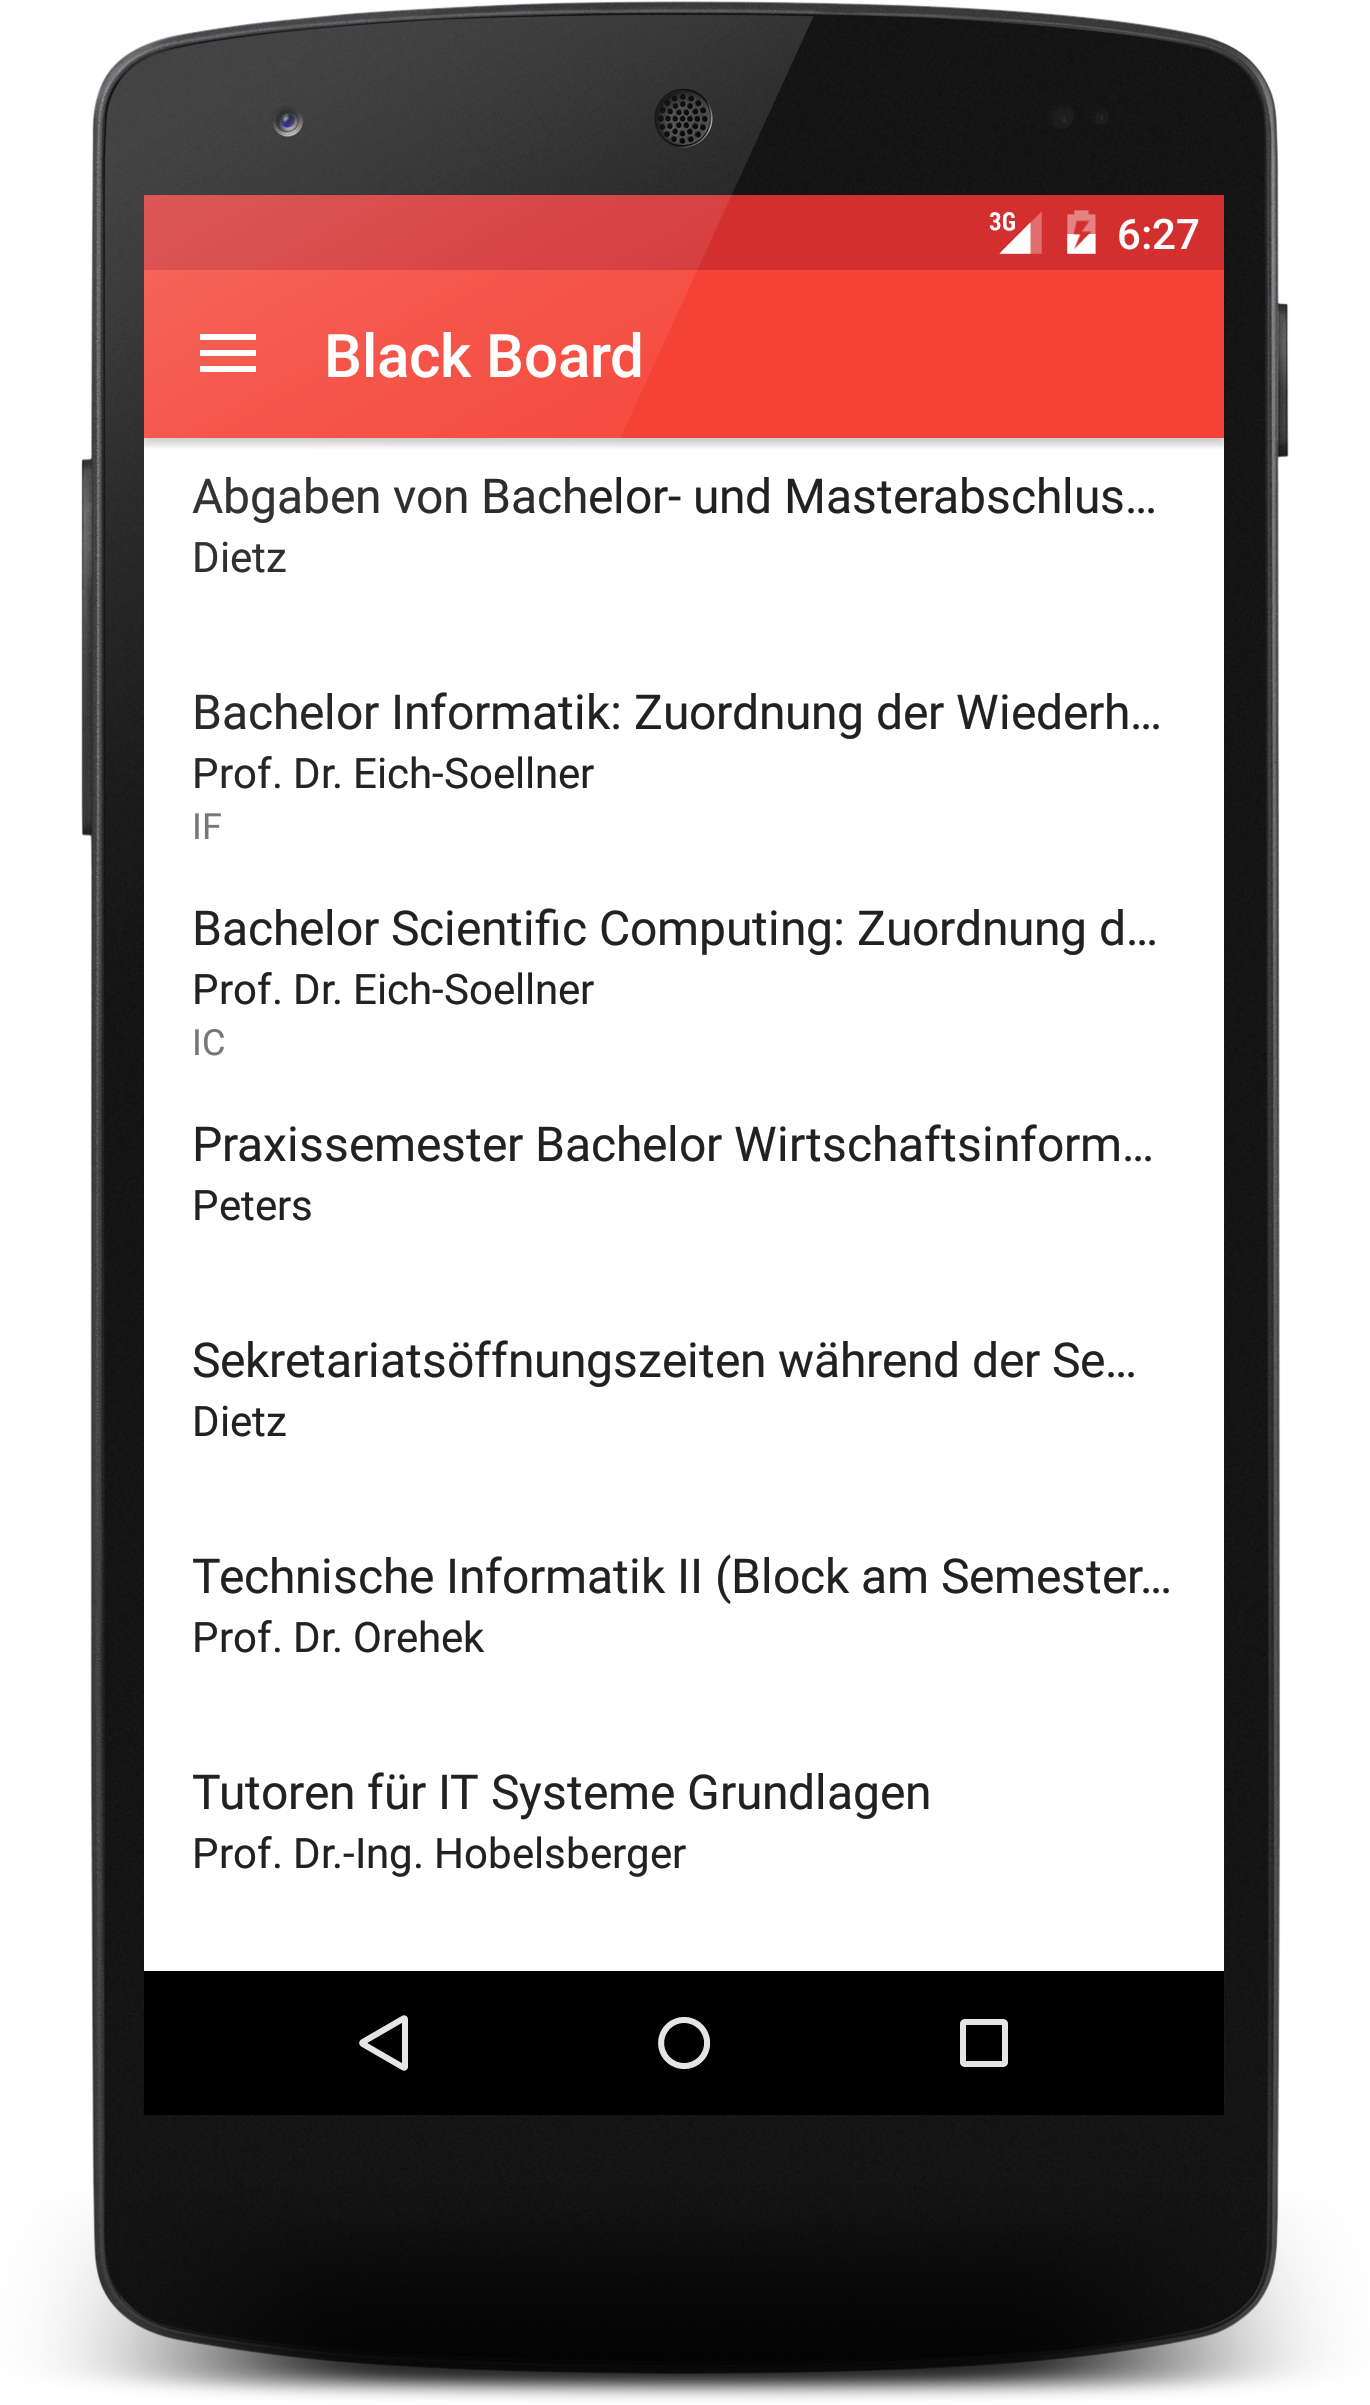 3G 6:27
Black Board
Abgaben von Bachelor- und Masterabschlus...
Dietz
Bachelor Informatik: Zuordnung der Wiederh...
Prof. Dr. Eich-Soellner
IF
Bachelor Scientific Computing: Zuordnung d...
Prof. Dr. Eich-Soellner
IC
Praxissemester Bachelor Wirtschaftsinform...
Peters
Sekretariatsöffnungszeiten während der Se...
Dietz
Technische Informatik II (Block am Semester...
Prof. Dr. Orehek
Tutoren für IT Systeme Grundlagen
Prof. Dr.-Ing. Hobelsberger